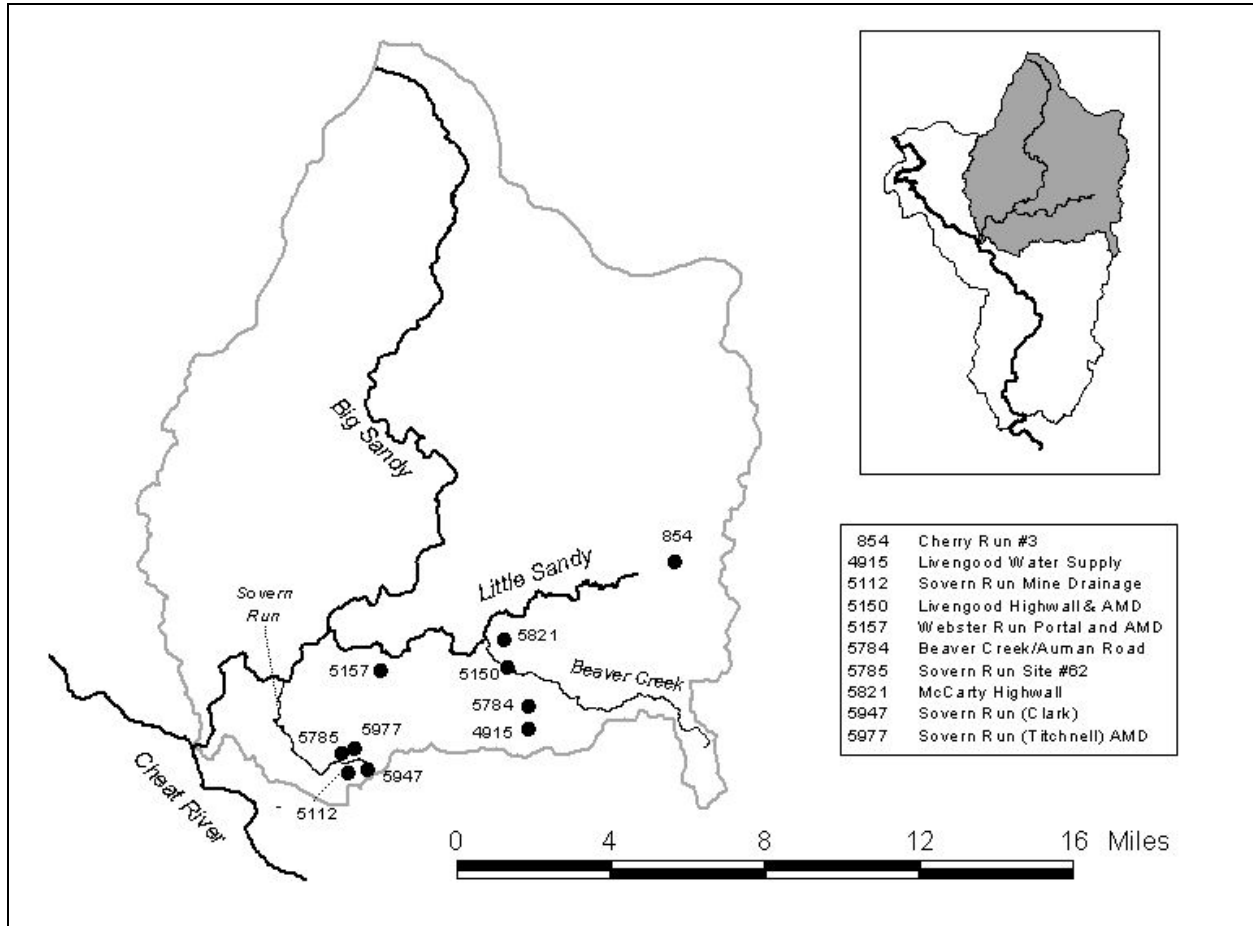 Big Sandy
854
Little Sandy
Sovern
Run
5821
5157
5150
Beaver Creek
5784
4915
5977
5785
5947
5112
Cheat River
0 4 8 12 16 Miles
854 Cherry Run #3
4915 Livengood Water Supply
5112 Sovern Run Mine Drainage
5150 Livengood Highwall & AMD
5157 Webster Run Portal and AMD
5784 Beaver Creek/Auman Road
5785 Sovern Run Site #62
5821 McCarty Highwall
5947 Sovern Run (Clark)
5977 Sovern Run (Titchnell) AMD